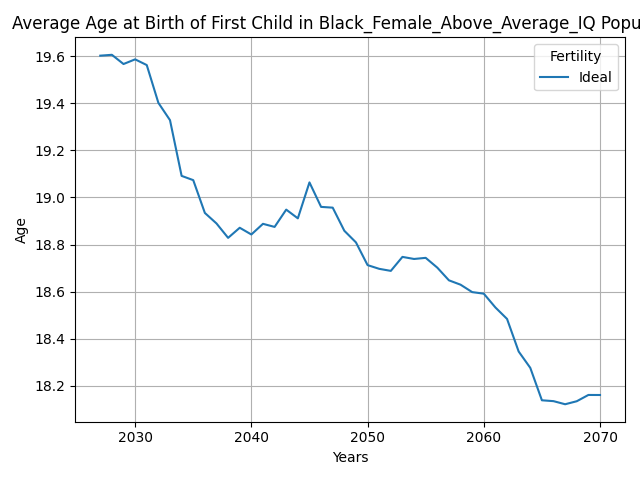 Average Age at Birth of First Child in Black_Female_Above_Average_IQ Popu
Fertility
Ideal
19.6
19.4
19.2
19.0
18.8
18.6
18.4
18.2
Age
2030 2040 2050 2060 2070
Years